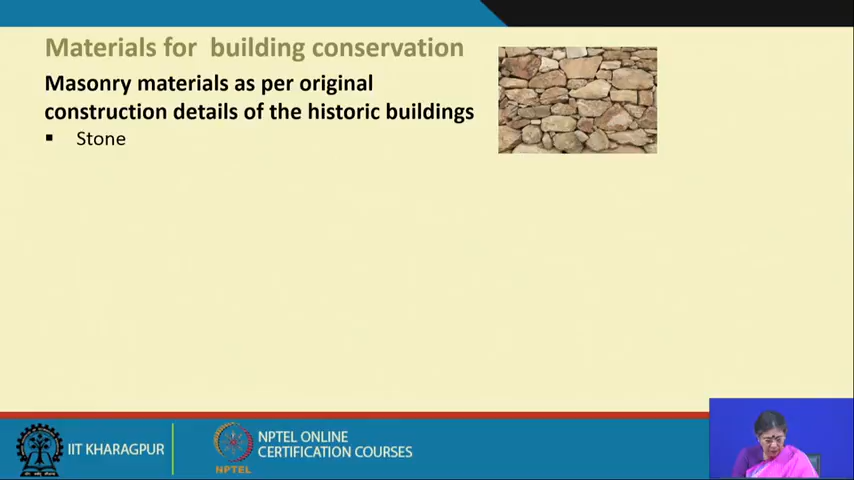 Materials for building conservation
Masonry materials as per original
construction details of the historic buildings
▪ Stone
IIT KHARAGPUR
NPTEL
NPTEL ONLINE
CERTIFICATION COURSES